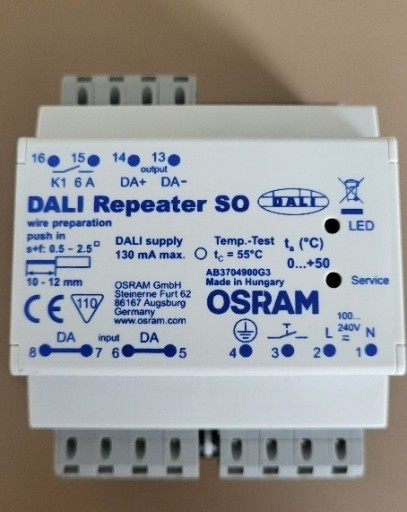 16 15 14 13
output
K1 6 A DA+ DA−
DALI Repeater SO DALI
wire preparation
push in
s+f: 0.5 - 2.5
10 - 12 mm
DALI supply
130 mA max.
Temp.-Test
tc = 55°C
ta (°C)
0...+50
LED
Service
AB3704900G3
Made in Hungary
CE 110
OSRAM GmbH
Steinerne Furt 62
86167 Augsburg
Germany
www.osram.com
OSRAM
DA input DA
8 7 6 5
100...
240V
L N
4 3 2 1